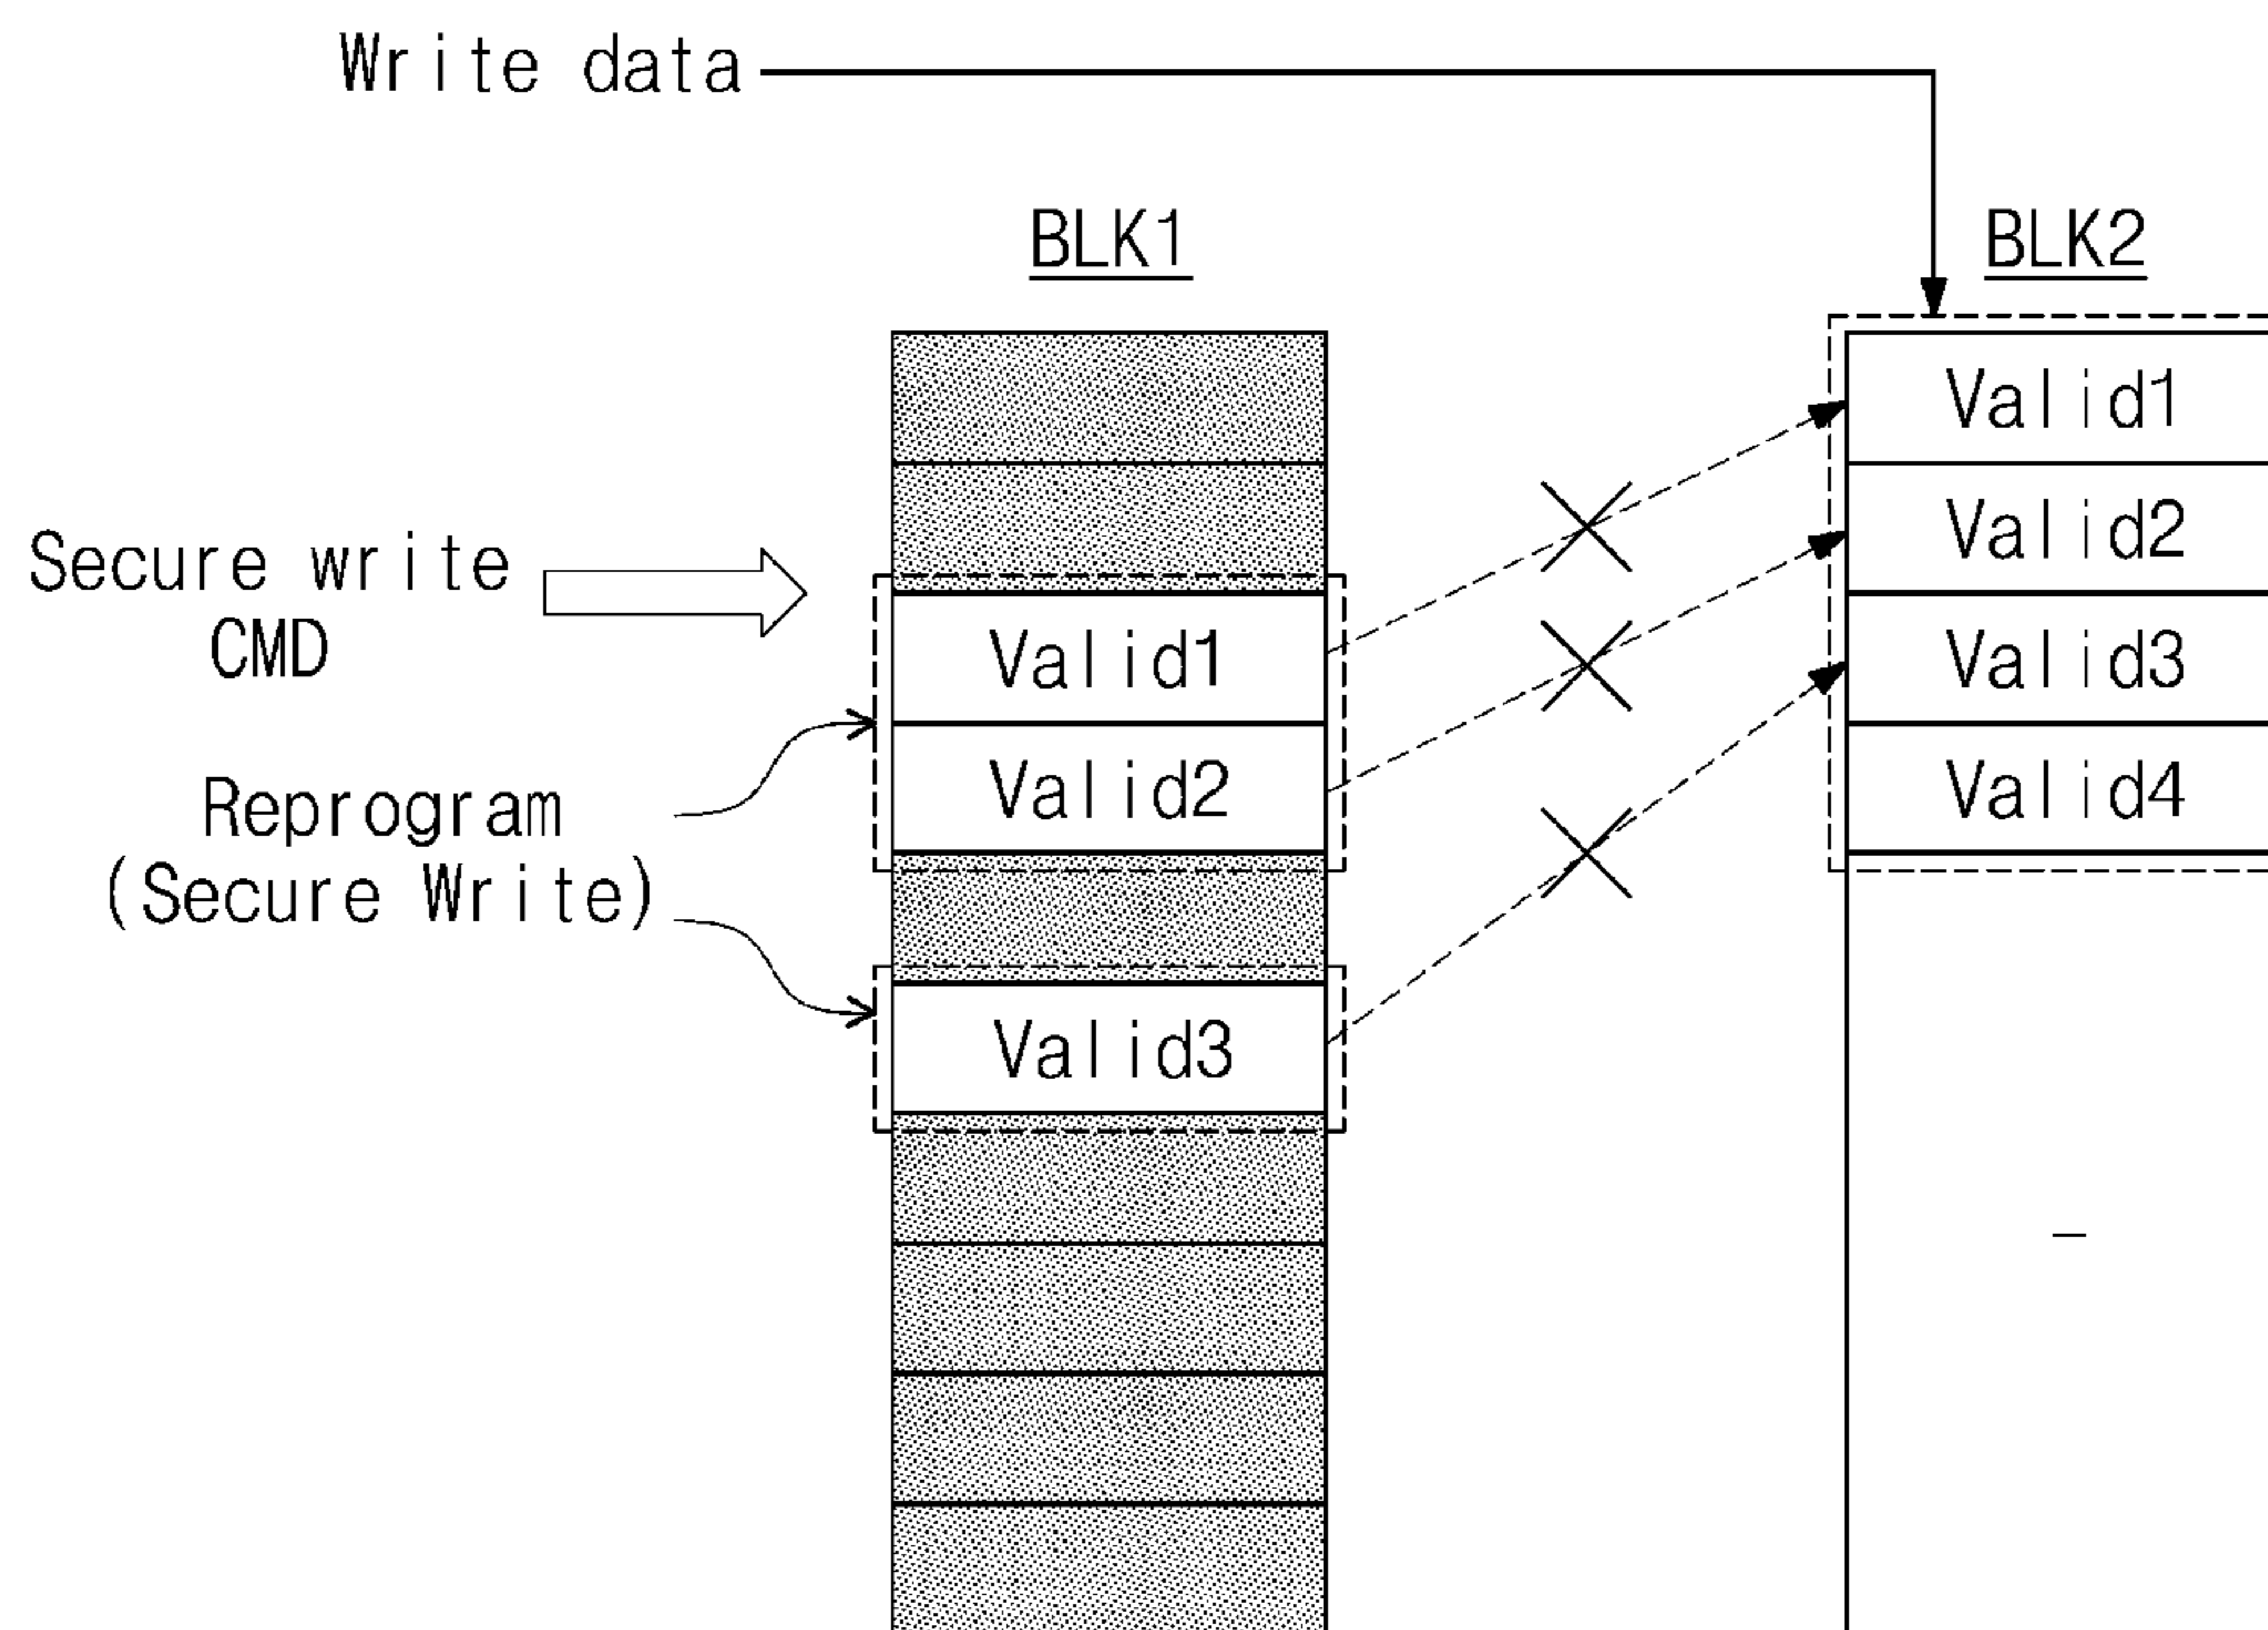 Write data
BLK1
BLK2
Secure write
CMD
Reprogram
(Secure Write)
Valid1
Valid2
Valid3
Valid1
Valid2
Valid3
Valid4